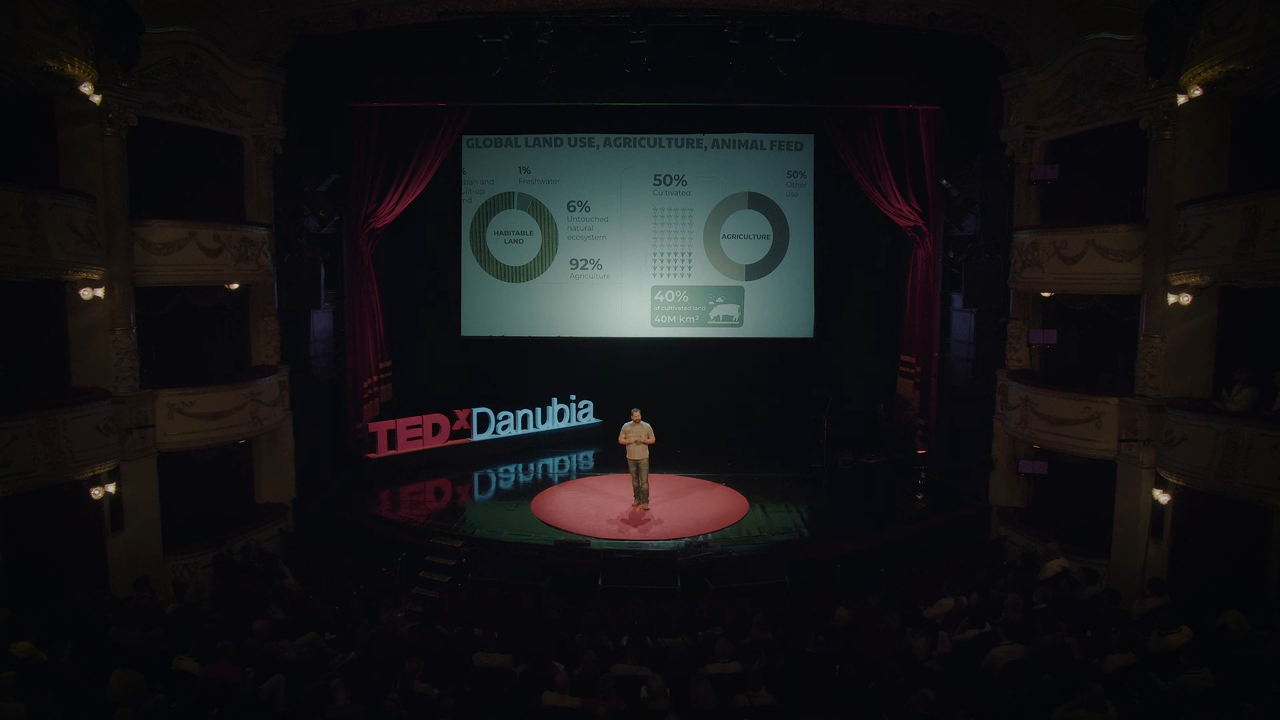 GLOBAL LAND USE, AGRICULTURE, ANIMAL FEED
%
1%
Freshwater
6%
Untouched
natural
ecosystem
HABITABLE
LAND
92%
Agriculture
50%
Cultivated
50%
Other
use
AGRICULTURE
40%
of cultivated land
40M km²
TEDxDanubia